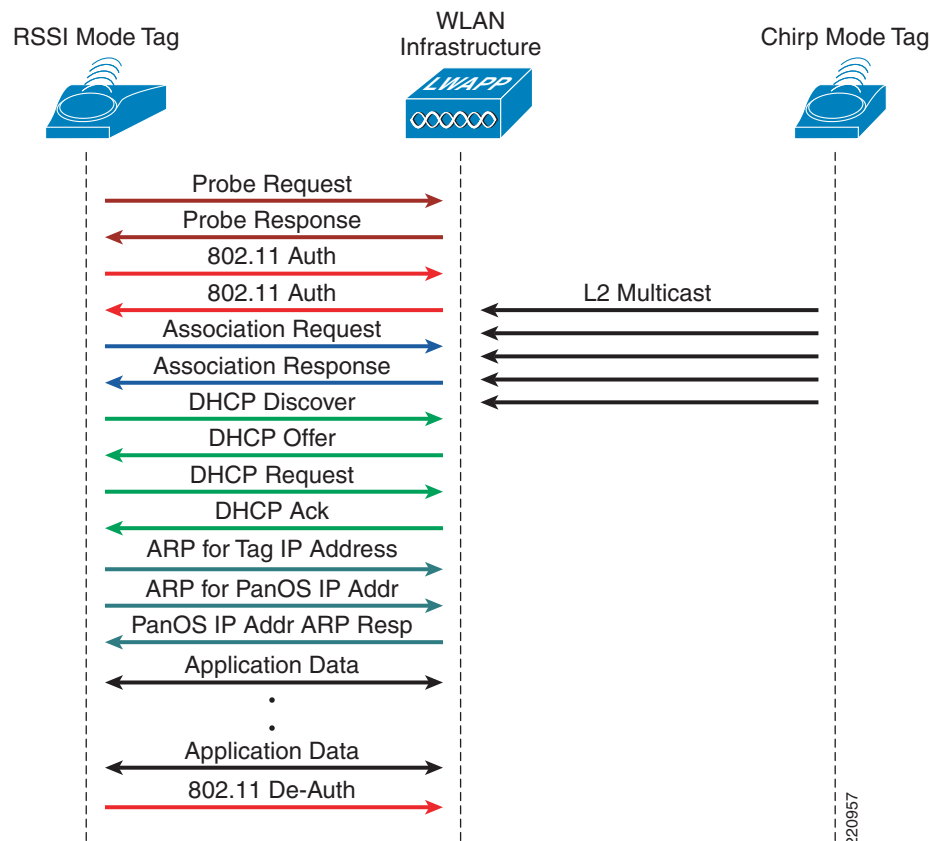 RSSI Mode Tag
WLAN
Infrastructure
Chirp Mode Tag
LWAPP
Probe Request
Probe Response
802.11 Auth
802.11 Auth
L2 Multicast
Association Request
Association Response
DHCP Discover
DHCP Offer
DHCP Request
DHCP Ack
ARP for Tag IP Address
ARP for PanOS IP Addr
PanOS IP Addr ARP Resp
Application Data
Application Data
802.11 De-Auth
220957